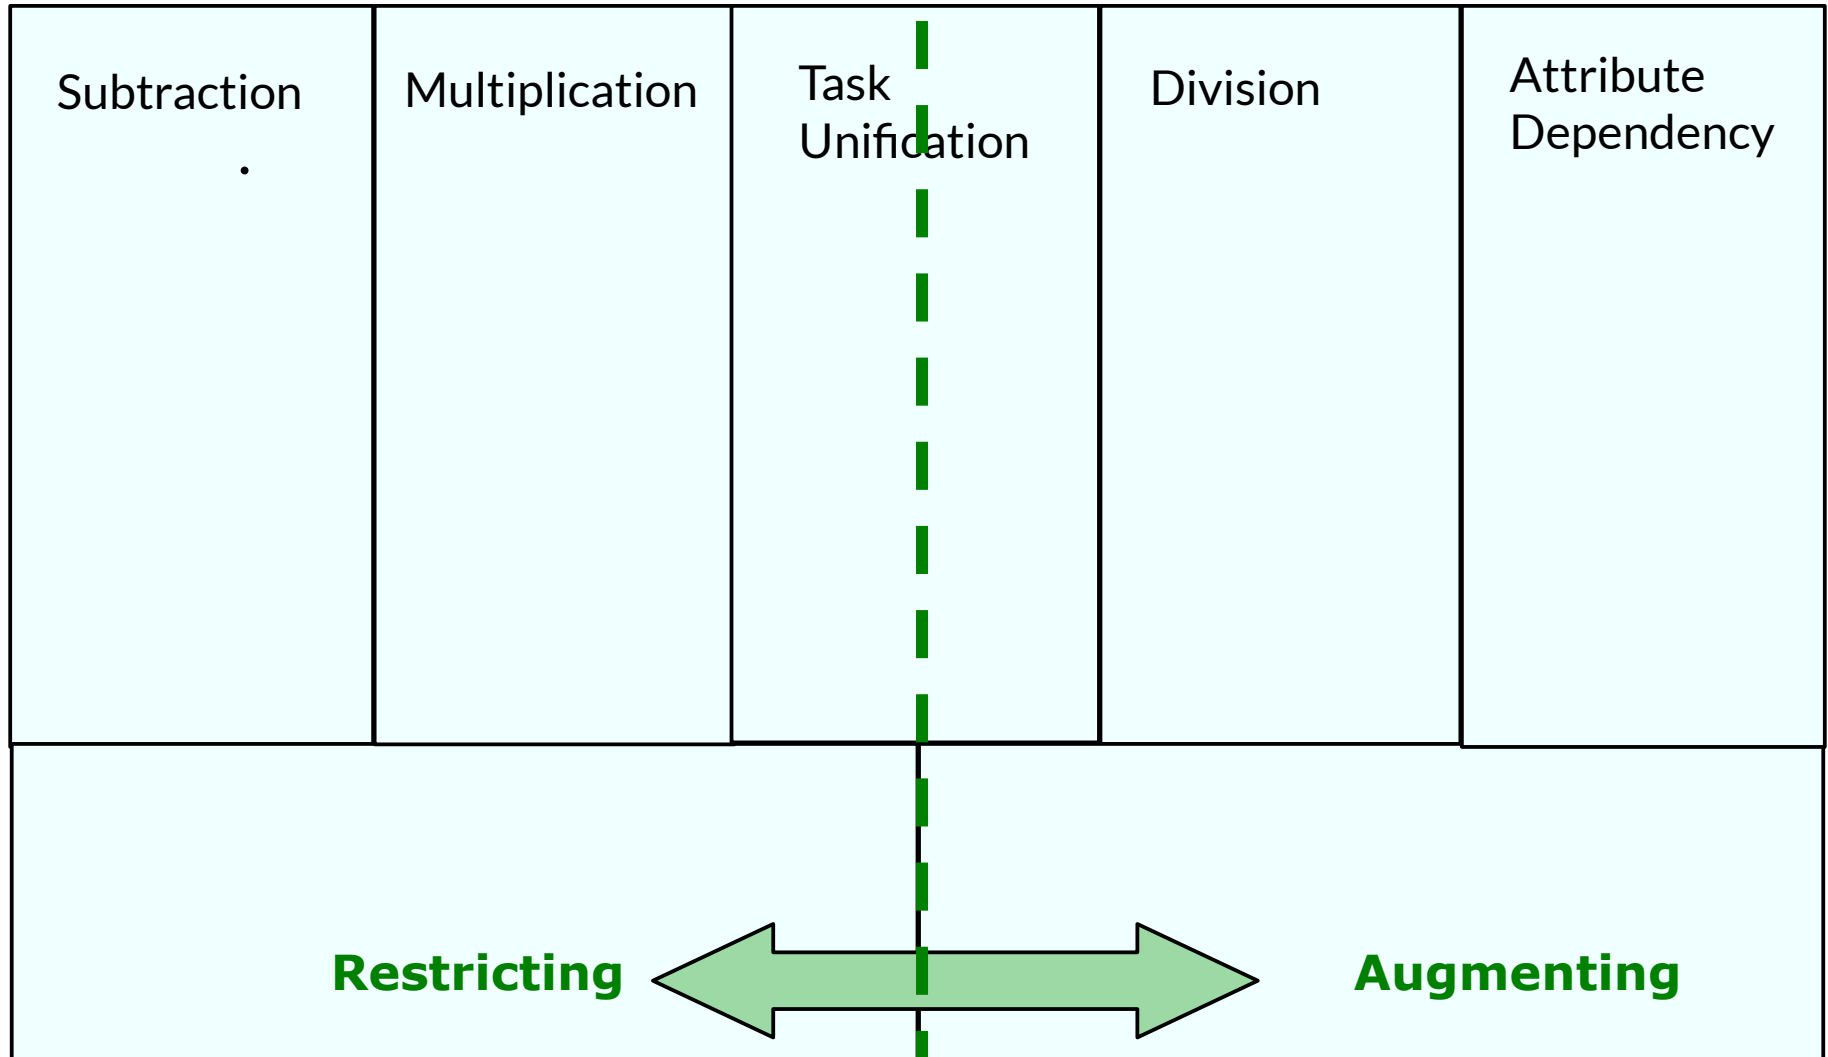 Subtraction
.
Multiplication
Task
Unification
Division
Attribute
Dependency
Restricting
Augmenting